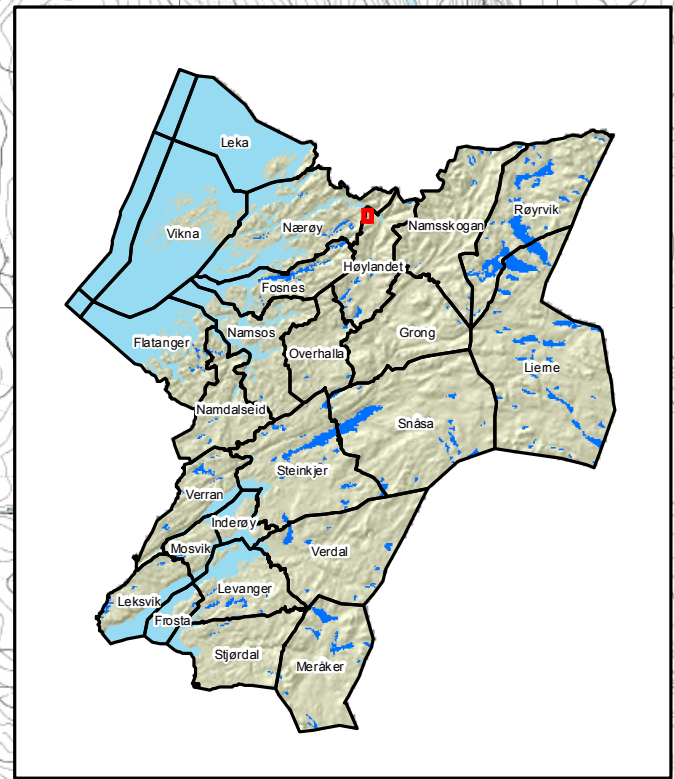 Leka
Vikna
Nærøy
Namsskogan
Røyrvik
Høylandet
Fosnes
Flatanger
Namsos
Overhalla
Grong
Lierne
Namdalseid
Snåsa
Steinkjer
Verran
Inderøy
Mosvik
Verdal
Leksvik
Levanger
Frosta
Stjørdal
Meråker